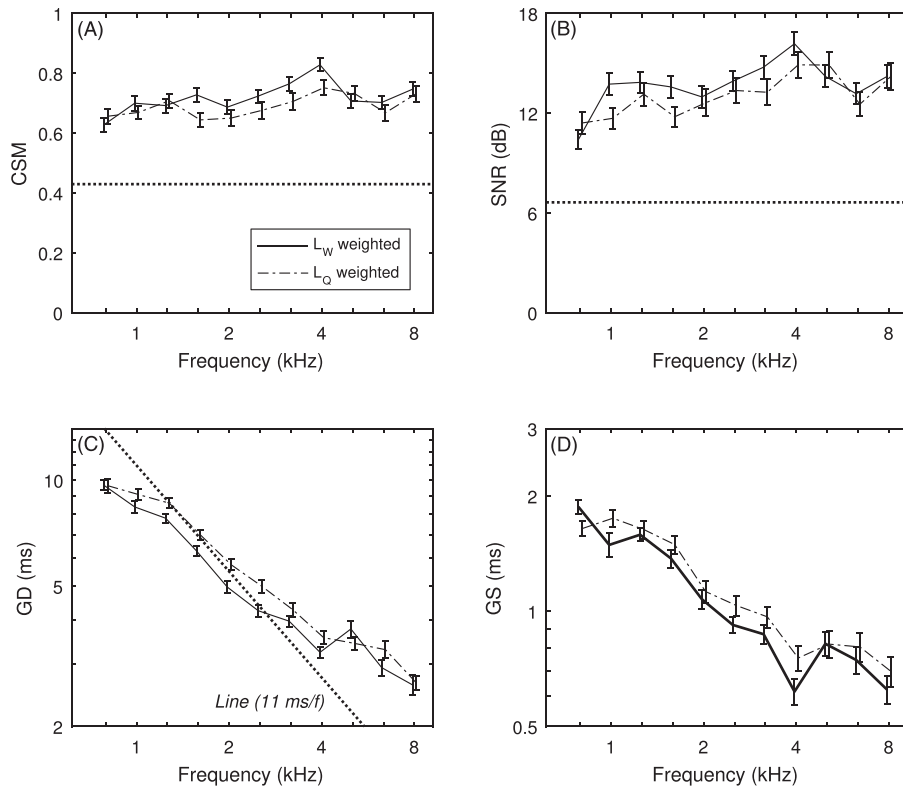 (A)
1
0.8
0.6
0.4
0.2
0
CSM
L_W weighted
L_Q weighted
1 2 4 8
Frequency (kHz)
(B)
18
15
12
9
6
3
0
SNR (dB)
1 2 4 8
Frequency (kHz)
(C)
10
5
2
GD (ms)
Line (11 ms/f)
1 2 4 8
Frequency (kHz)
(D)
3
2
1
0.5
GS (ms)
1 2 4 8
Frequency (kHz)